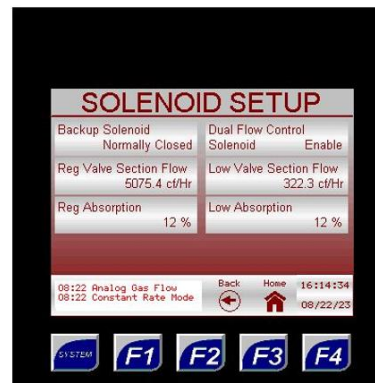 SOLENOID SETUP
Backup Solenoid
Normally Closed
Dual Flow Control
Solenoid Enable
Reg Valve Section Flow
5075.4 cf/Hr
Low Valve Section Flow
322.3 cf/Hr
Reg Absorption
12 %
Low Absorption
12 %
08:22 Analog Gas Flow
08:22 Constant Rate Mode
Back
Home
16:14:34
08/22/23
SYSTEM
F1
F2
F3
F4